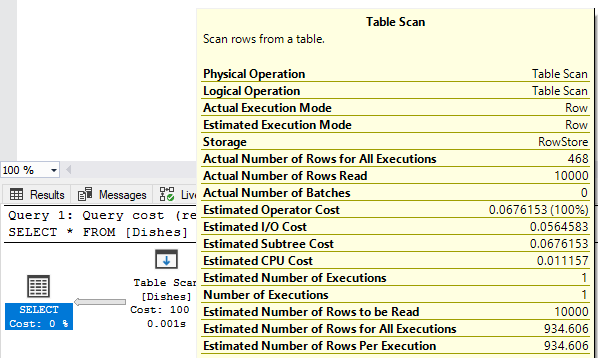 Table Scan
Scan rows from a table.
Physical Operation Table Scan
Logical Operation Table Scan
Actual Execution Mode Row
Estimated Execution Mode Row
Storage RowStore
Actual Number of Rows for All Executions 468
Actual Number of Rows Read 10000
Actual Number of Batches 0
Estimated Operator Cost 0.0676153 (100%)
Estimated I/O Cost 0.0564583
Estimated Subtree Cost 0.0676153
Estimated CPU Cost 0.011157
Estimated Number of Executions 1
Number of Executions 1
Estimated Number of Rows to be Read 10000
Estimated Number of Rows for All Executions 934.606
Estimated Number of Rows Per Execution 934.606
100 %
Results Messages Liv
Query 1: Query cost (re
SELECT * FROM [Dishes]
Table Scan
[Dishes]
Cost: 100
0.001s
SELECT
Cost: 0 %